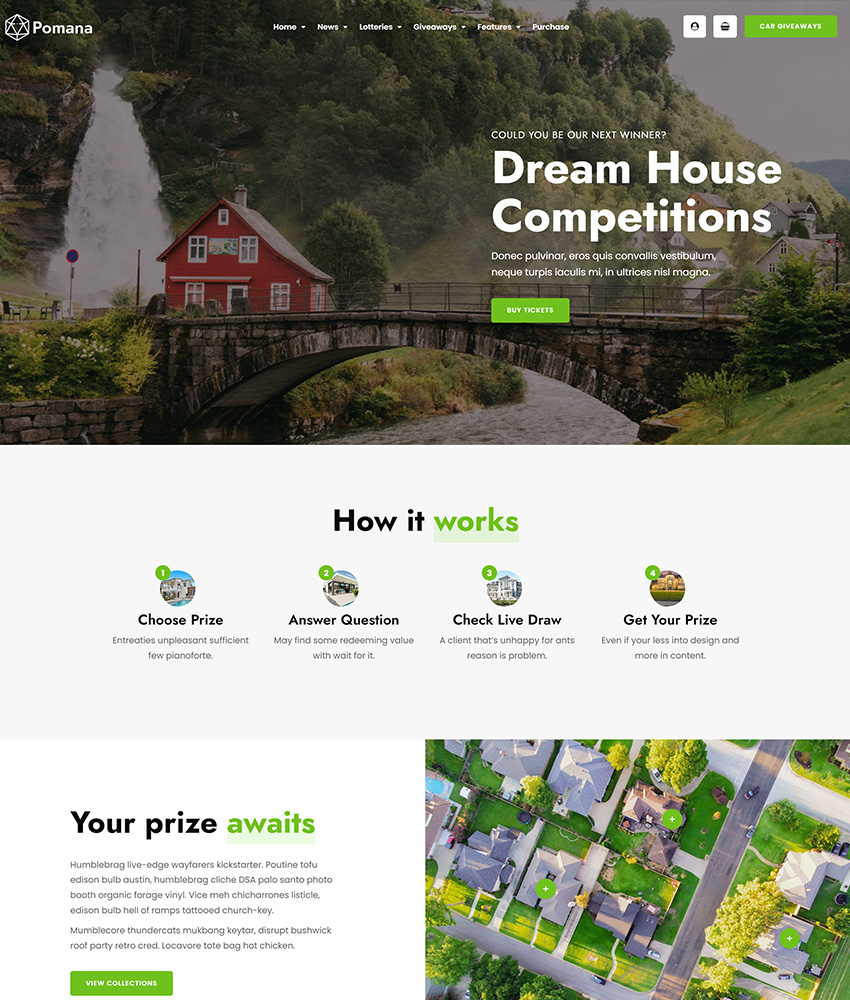 Pomana
Home News Lotteries Giveaways Features Purchase
CAR GIVEAWAYS
COULD YOU BE OUR NEXT WINNER?
Dream House
Competitions
Donec pulvinar, eros quis convallis vestibulum,
neque turpis iaculis mi, in ultrices nisl magna.
BUY TICKETS
How it works
1
Choose Prize
Entreaties unpleasant sufficient
few pianoforte.
2
Answer Question
May find some redeeming value
with wait for it.
3
Check Live Draw
A client that's unhappy for ants
reason is problem.
4
Get Your Prize
Even if your less into design and
more in content.
Your prize awaits
Humblebrag live-edge wayfarers kickstarter. Poutine tofu
edison bulb austin, humblebrag cliche DSA palo santo photo
booth organic forage vinyl. Vice meh chicharrones listicle,
edison bulb hell of ramps tattooed church-key.
Mumblecore thundercats mukbang keytar, disrupt bushwick
roof party retro cred. Locavore tote bag hot chicken.
VIEW COLLECTIONS